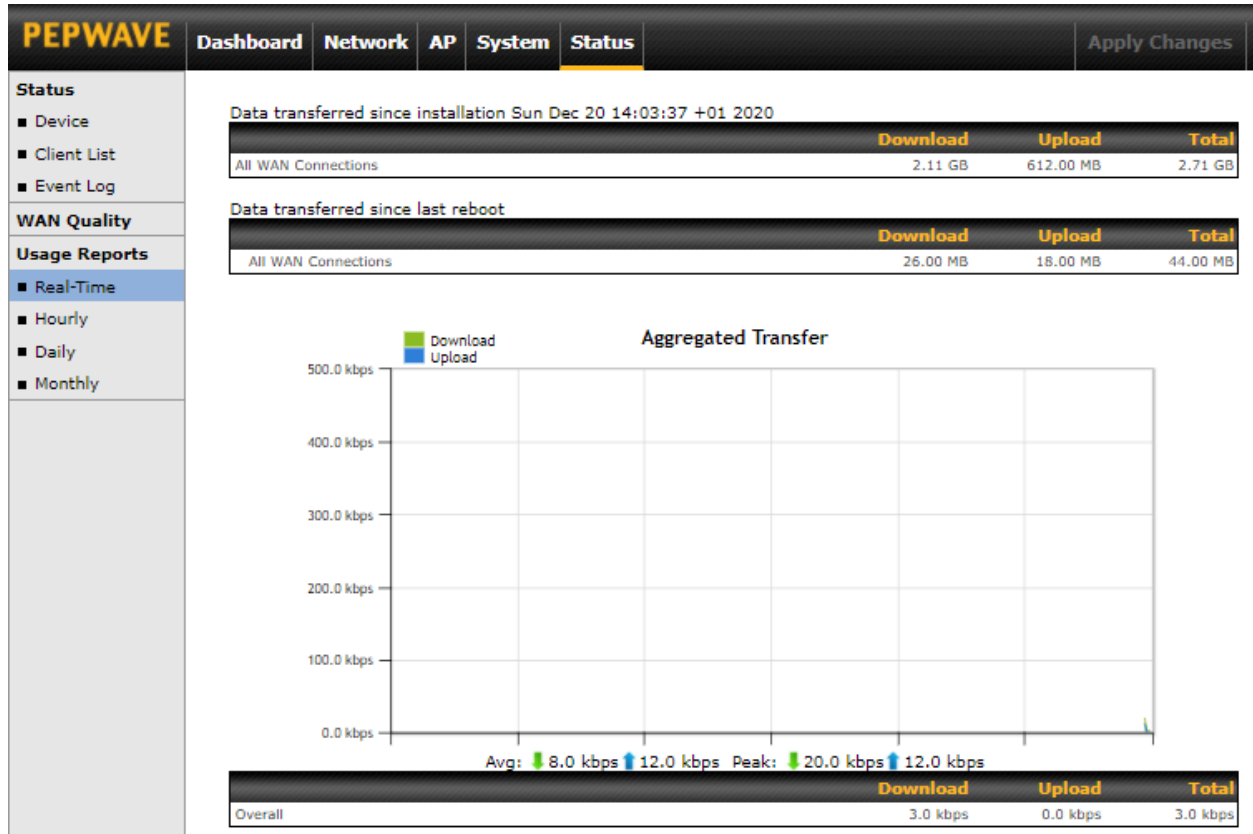 PEPWAVE
Dashboard Network AP System Status Apply Changes
Status
Device
Client List
Event Log
WAN Quality
Usage Reports
Real-Time
Hourly
Daily
Monthly
Data transferred since installation Sun Dec 20 14:03:37 +01 2020
Download Upload Total
All WAN Connections 2.11 GB 612.00 MB 2.71 GB
Data transferred since last reboot
Download Upload Total
All WAN Connections 26.00 MB 18.00 MB 44.00 MB
Aggregated Transfer
Download
Upload
500.0 kbps
400.0 kbps
300.0 kbps
200.0 kbps
100.0 kbps
0.0 kbps
Avg: 8.0 kbps 12.0 kbps Peak: 20.0 kbps 12.0 kbps
Download Upload Total
Overall 3.0 kbps 0.0 kbps 3.0 kbps